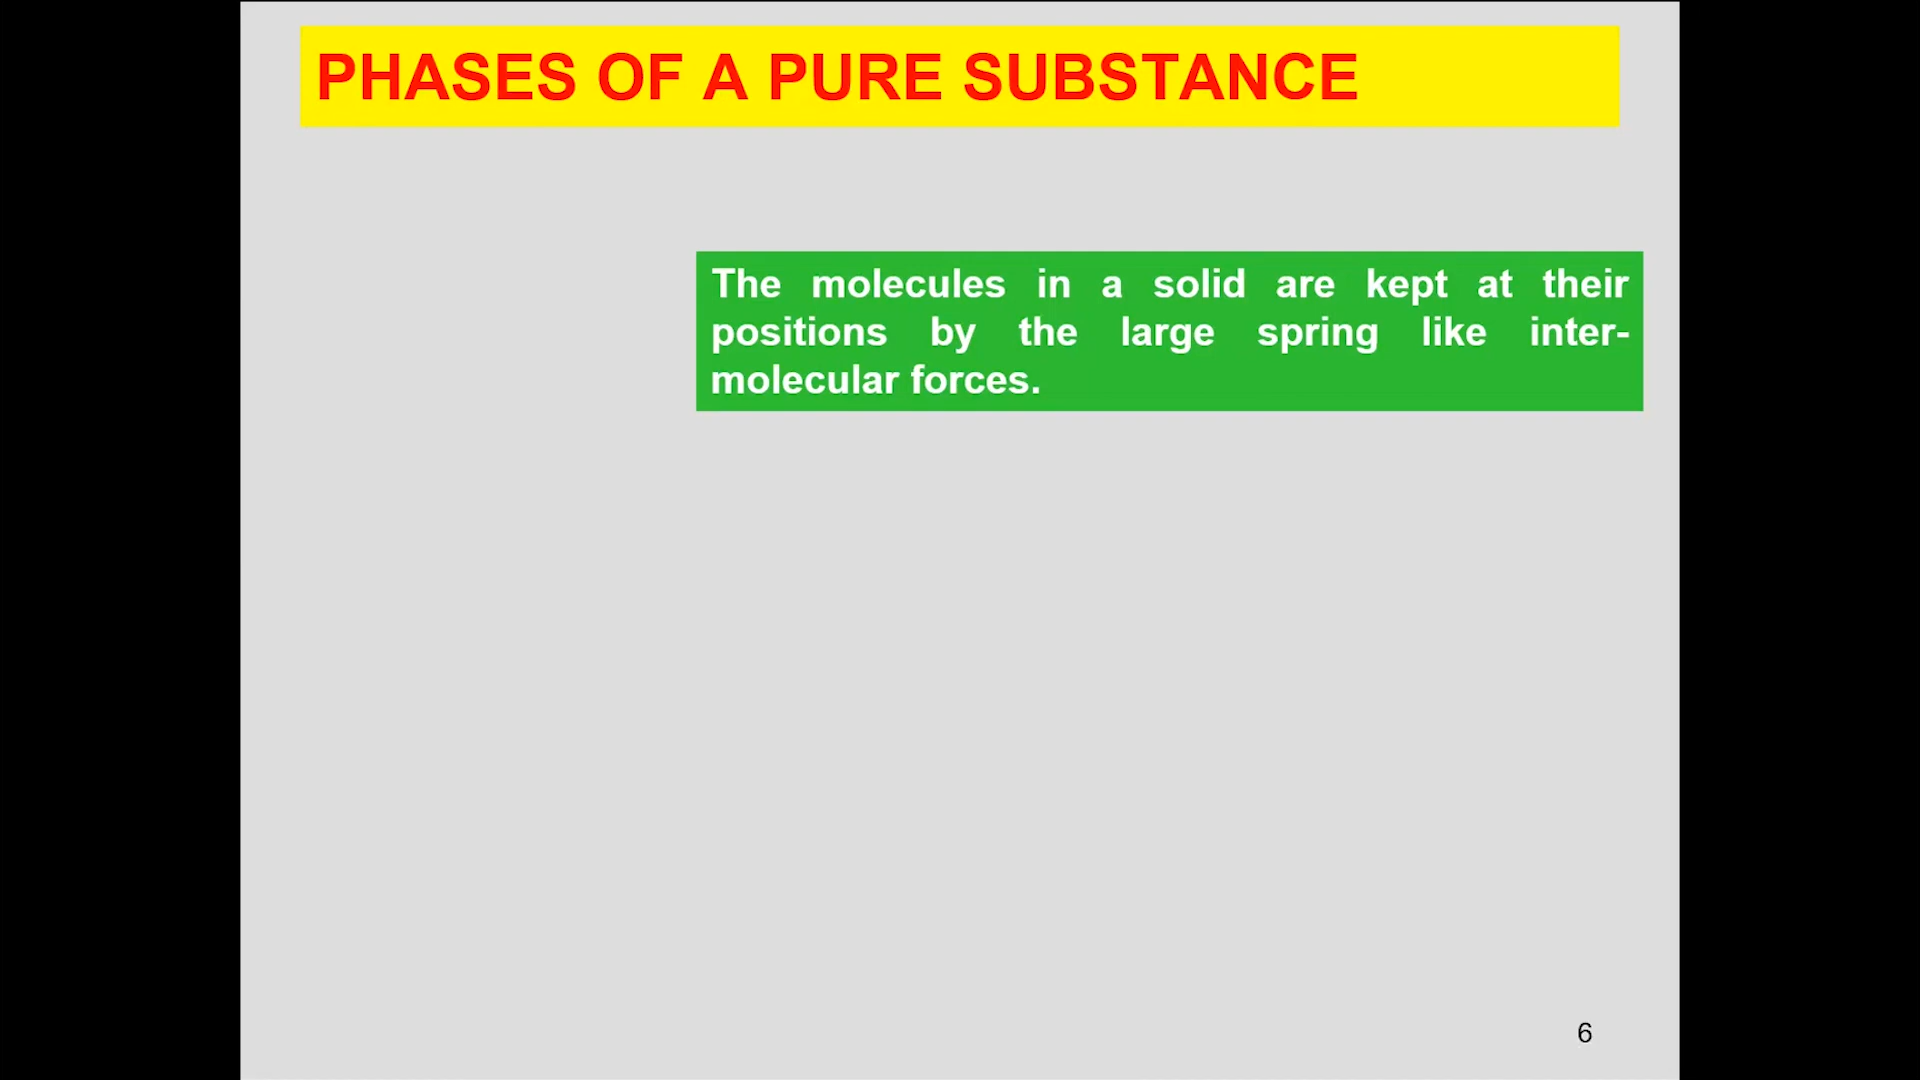 PHASES OF A PURE SUBSTANCE
The molecules in a solid are kept at their
positions by the large spring like inter-
molecular forces.
6